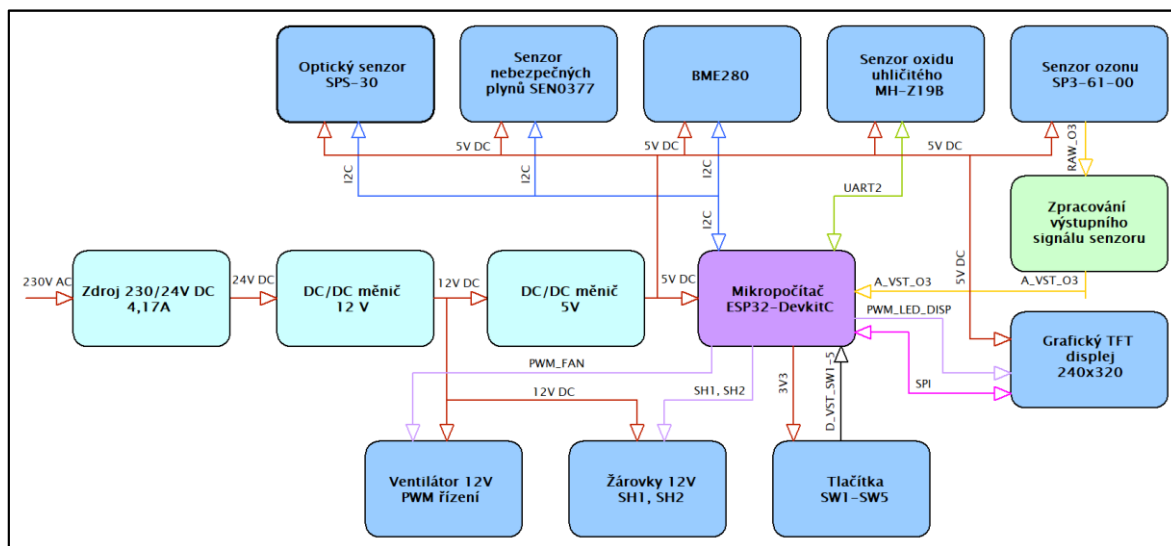 Optický senzor
SPS-30
Senzor
nebezpečných
plynů SEN0377
BME280
Senzor oxidu
uhličitého
MH-Z19B
Senzor ozonu
SP3-61-00
5V DC
5V DC
5V DC
5V DC
RAW_O3
I2C
I2C
I2C
UART2
I2C
Zpracování
výstupního
signálu senzoru
230V AC
Zdroj 230/24V DC
4,17A
24V DC
DC/DC měnič
12 V
12V DC
DC/DC měnič
5V
5V DC
Mikropočítač
ESP32-DevkitC
A_VST_O3
A_VST_O3
5V DC
PWM_LED_DISP
SPI
Grafický TFT
displej
240x320
PWM_FAN
12V DC
SH1, SH2
3V3
D_VST_SW1-5
Ventilátor 12V
PWM řízení
Žárovky 12V
SH1, SH2
Tlačítka
SW1-SW5